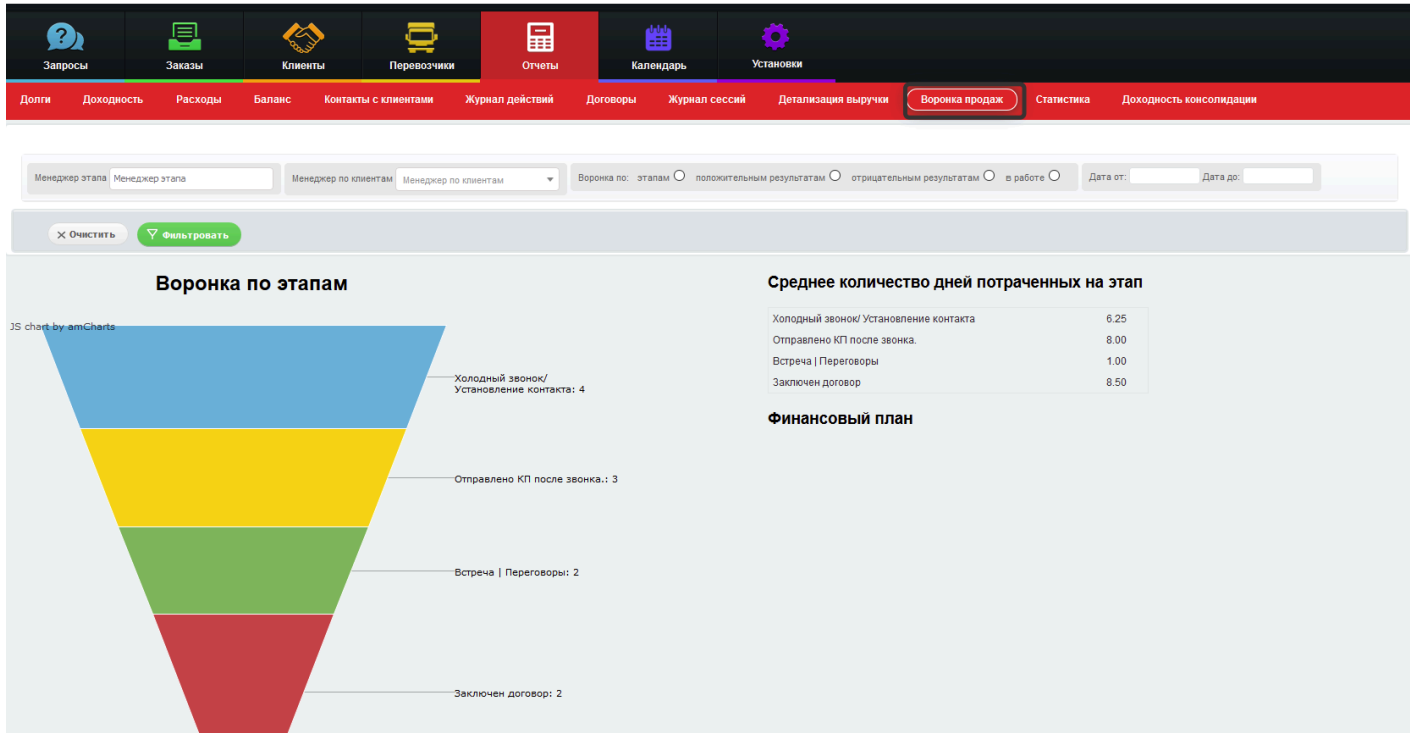 ?
Запросы
Заказы
Клиенты
Перевозчики
Отчеты
Календарь
Установки
Долги
Доходность
Расходы
Баланс
Контакты с клиентами
Журнал действий
Договоры
Журнал сессий
Детализация выручки
Воронка продаж
Статистика
Доходность консолидации
Менеджер этапа Менеджер этапа
Менеджер по клиентам Менеджер по клиентам
Воронка по: этапам положительным результатам отрицательным результатам в работе
Дата от: Дата до:
Очистить
Фильтровать
Воронка по этапам
JS chart by amCharts
Холодный звонок/
Установление контакта: 4
Отправлено КП после звонка.: 3
Встреча | Переговоры: 2
Заключен договор: 2
Среднее количество дней потраченных на этап
Холодный звонок/ Установление контакта 6.25
Отправлено КП после звонка. 8.00
Встреча | Переговоры 1.00
Заключен договор 8.50
Финансовый план